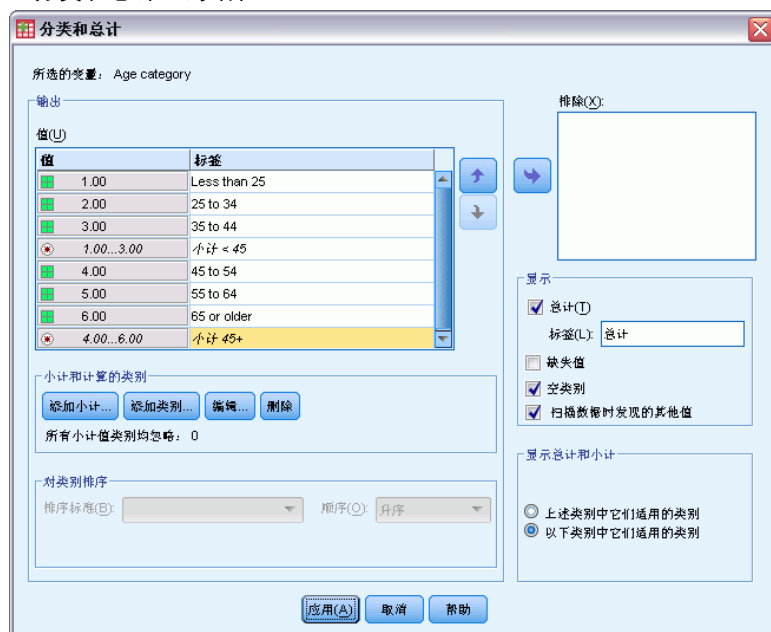 分类和总计
所选的变量： Age category
输出
值(U)
值 标签
1.00 Less than 25
2.00 25 to 34
3.00 35 to 44
1.00...3.00 小计 < 45
4.00 45 to 54
5.00 55 to 64
6.00 65 or older
4.00...6.00 小计 45+
小计和计算的类别
添加小计... 添加类别... 编辑... 删除
所有小计值类别均忽略： 0
对类别排序
排序标准(B): 顺序(O): 升序
排除(X):
显示
总计(T)
标签(L): 总计
缺失值
空类别
扫描数据时发现的其他值
显示总计和小计
上述类别中它们适用的类别
以下类别中它们适用的类别
应用(A) 取消 帮助